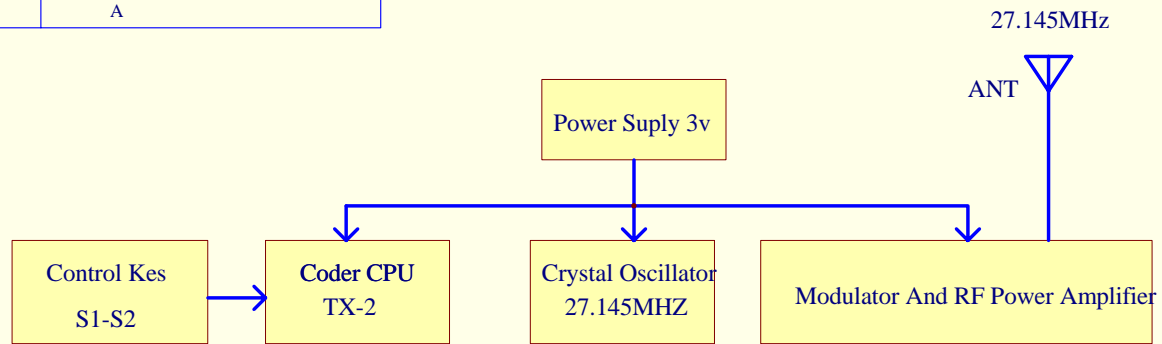 A
27.145MHz
ANT
Power Suply 3v
Control Kes
S1-S2
Coder CPU
TX-2
Crystal Oscillator
27.145MHZ
Modulator And RF Power Amplifier